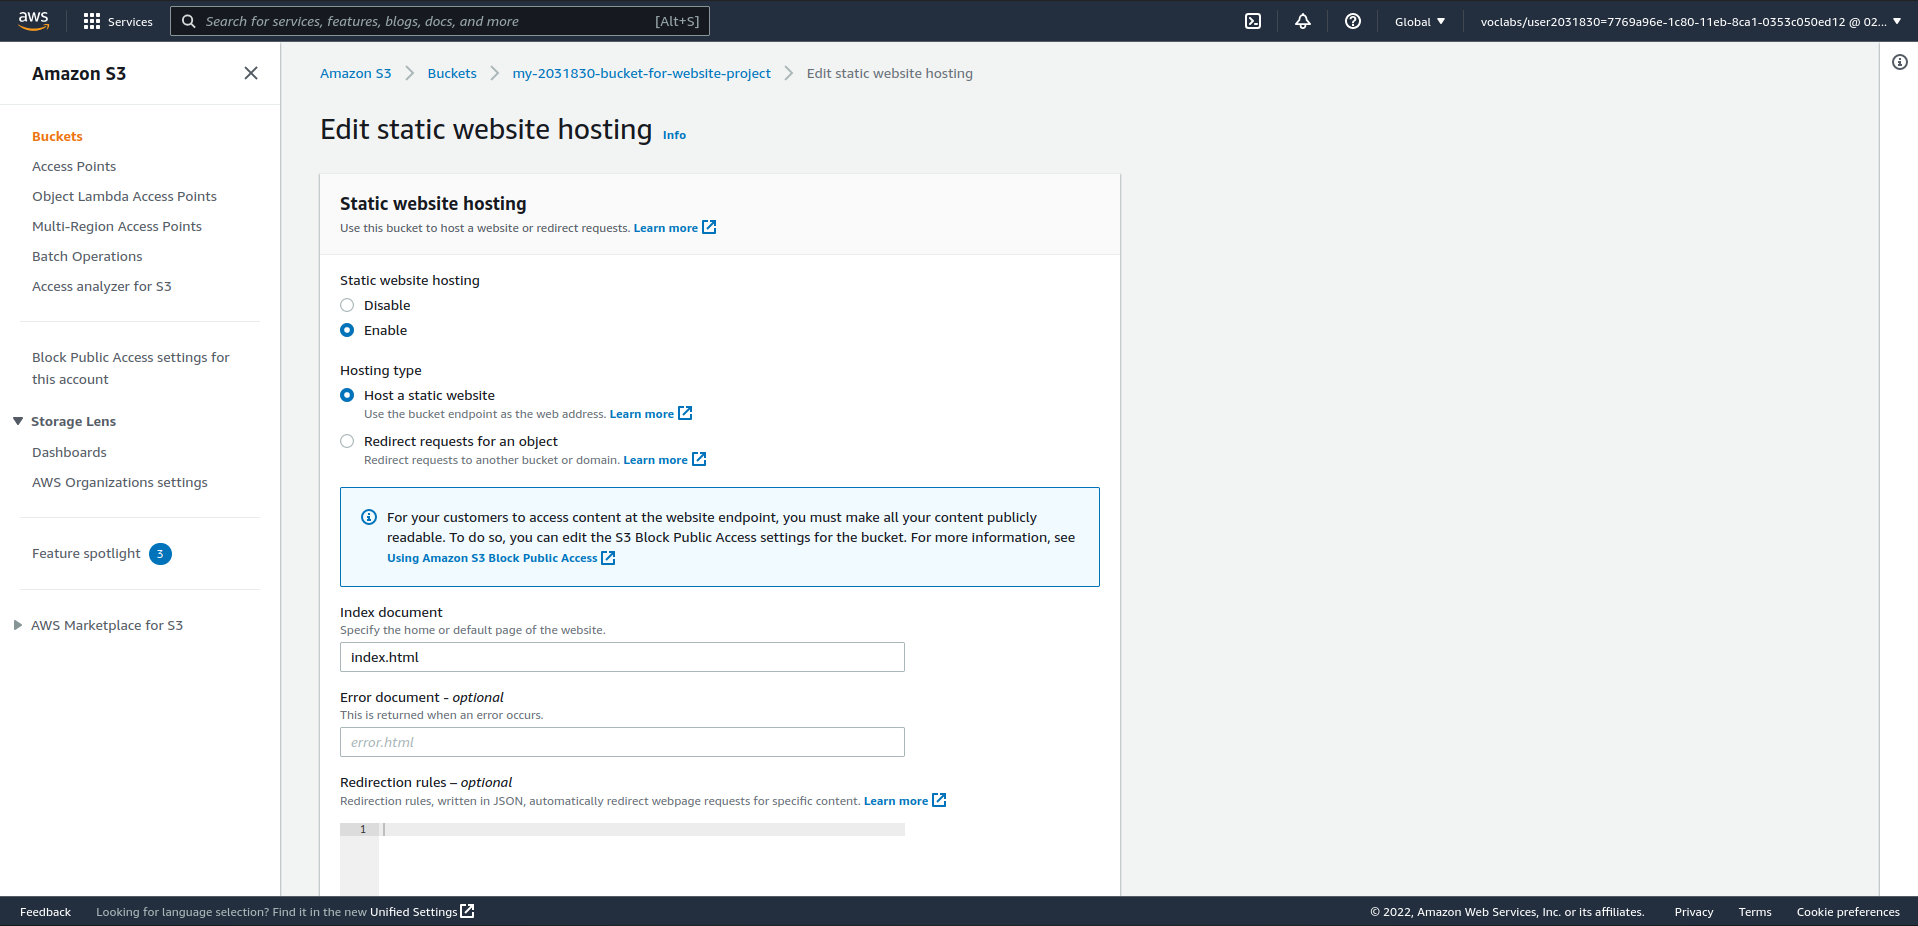 aws
Services
Search for services, features, blogs, docs, and more [Alt+S]
Global
voclabs/user2031830=7769a96e-1c80-11eb-8ca1-0353c050ed12 @ 02...
Amazon S3
Buckets
Access Points
Object Lambda Access Points
Multi-Region Access Points
Batch Operations
Access analyzer for S3
Block Public Access settings for
this account
Storage Lens
Dashboards
AWS Organizations settings
Feature spotlight 3
AWS Marketplace for S3
Amazon S3 Buckets my-2031830-bucket-for-website-project Edit static website hosting
Edit static website hosting Info
Static website hosting
Use this bucket to host a website or redirect requests. Learn more
Static website hosting
Disable
Enable
Hosting type
Host a static website
Use the bucket endpoint as the web address. Learn more
Redirect requests for an object
Redirect requests to another bucket or domain. Learn more
For your customers to access content at the website endpoint, you must make all your content publicly
readable. To do so, you can edit the S3 Block Public Access settings for the bucket. For more information, see
Using Amazon S3 Block Public Access
Index document
Specify the home or default page of the website.
index.html
Error document - optional
This is returned when an error occurs.
error.html
Redirection rules – optional
Redirection rules, written in JSON, automatically redirect webpage requests for specific content. Learn more
1
Feedback
Looking for language selection? Find it in the new Unified Settings
© 2022, Amazon Web Services, Inc. or its affiliates.
Privacy
Terms
Cookie preferences